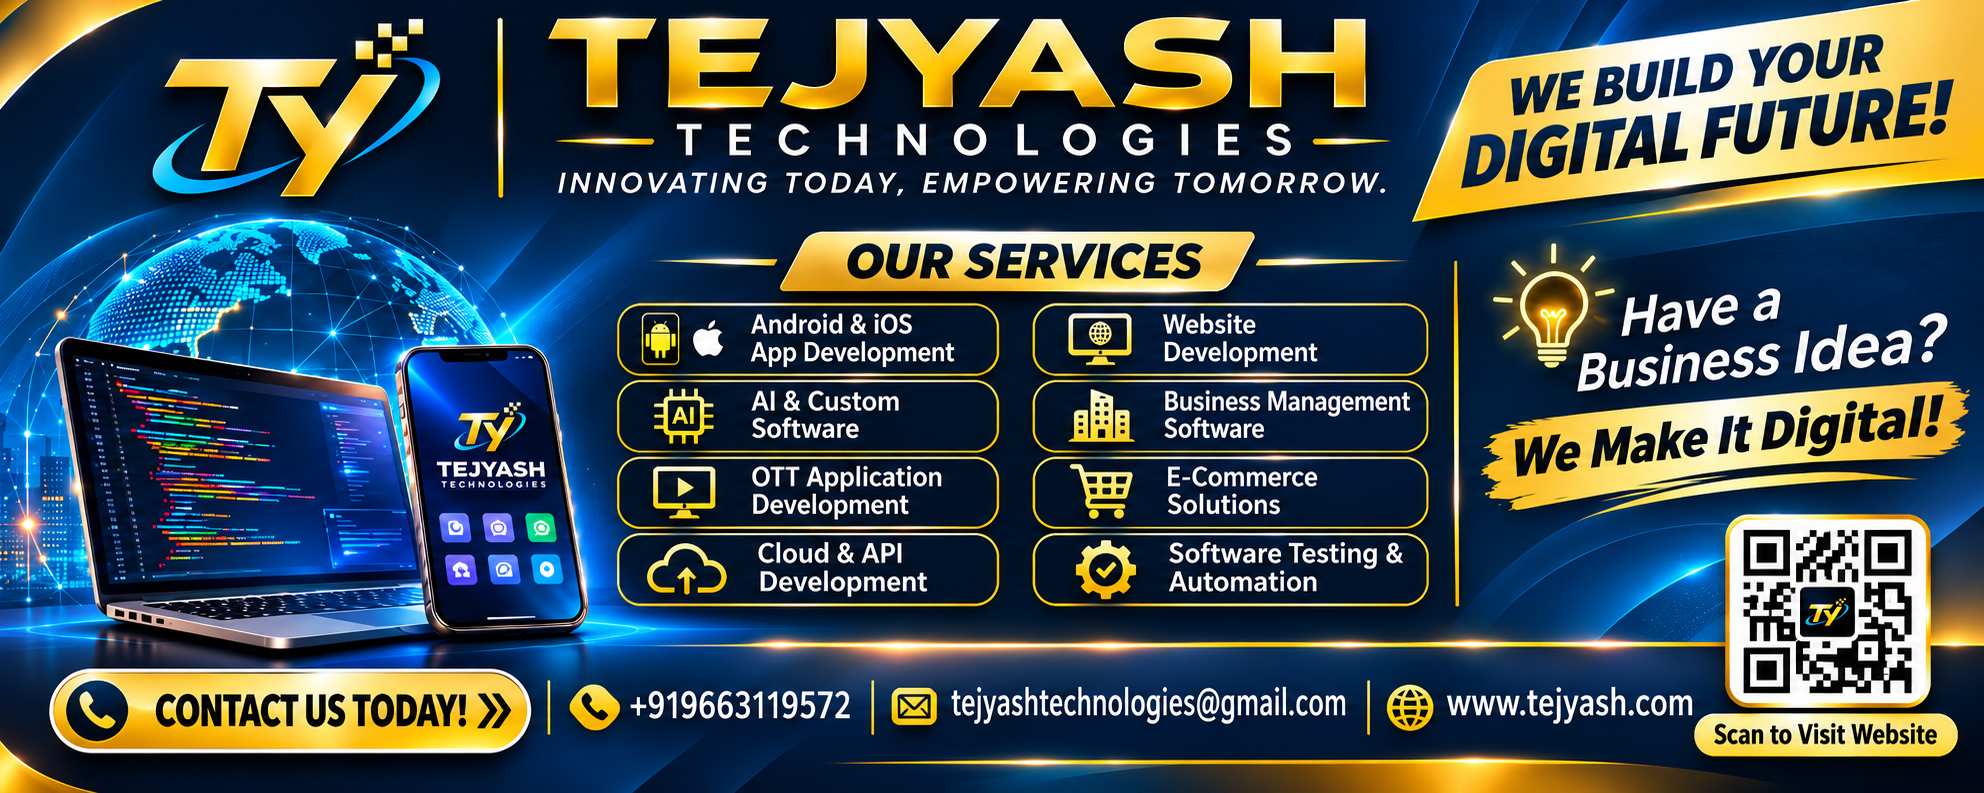 Ty
TEJYASH
TECHNOLOGIES
INNOVATING TODAY, EMPOWERING TOMORROW.
WE BUILD YOUR
DIGITAL FUTURE!
OUR SERVICES
Android & iOS
App Development
Website
Development
AI
AI & Custom
Software
Business Management
Software
OTT Application
Development
E-Commerce
Solutions
Cloud & API
Development
Software Testing &
Automation
Have a
Business Idea?
We Make It Digital!
Ty
TEJYASH
TECHNOLOGIES
Ty
CONTACT US TODAY!
+919663119572
tejyashtechnologies@gmail.com
www.tejyash.com
Scan to Visit Website